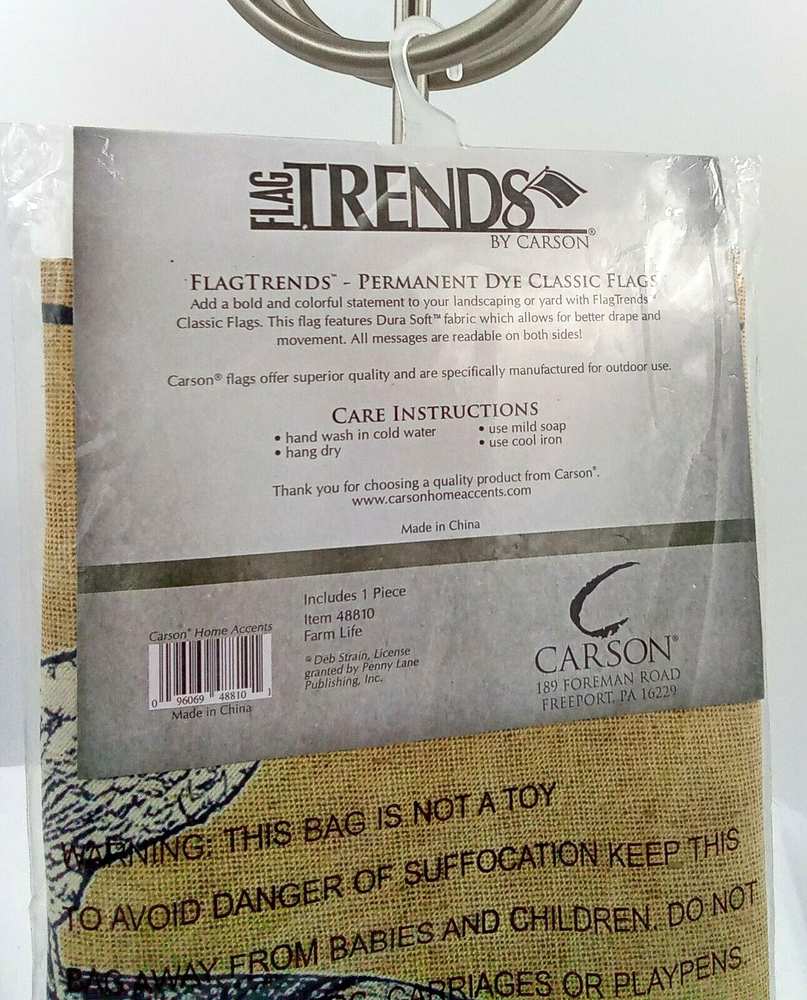 FLAG TRENDS
BY CARSON®
FLAGTRENDS™ - PERMANENT DYE CLASSIC FLAGS
Add a bold and colorful statement to your landscaping or yard with FlagTrends™
Classic Flags. This flag features Dura Soft™ fabric which allows for better drape and
movement. All messages are readable on both sides!
Carson® flags offer superior quality and are specifically manufactured for outdoor use.
CARE INSTRUCTIONS
• hand wash in cold water • use mild soap
• hang dry • use cool iron
Thank you for choosing a quality product from Carson®.
www.carsonhomeaccents.com
Made in China
Carson® Home Accents
0 96069 48810 1
Made in China
Includes 1 Piece
Item 48810
Farm Life
© Deb Strain, License
granted by Penny Lane
Publishing, Inc.
CARSON®
189 FOREMAN ROAD
FREEPORT, PA 16229
WARNING: THIS BAG IS NOT A TOY
TO AVOID DANGER OF SUFFOCATION KEEP THIS
BAG AWAY FROM BABIES AND CHILDREN. DO NOT
CARRIAGES OR PLAYPENS.